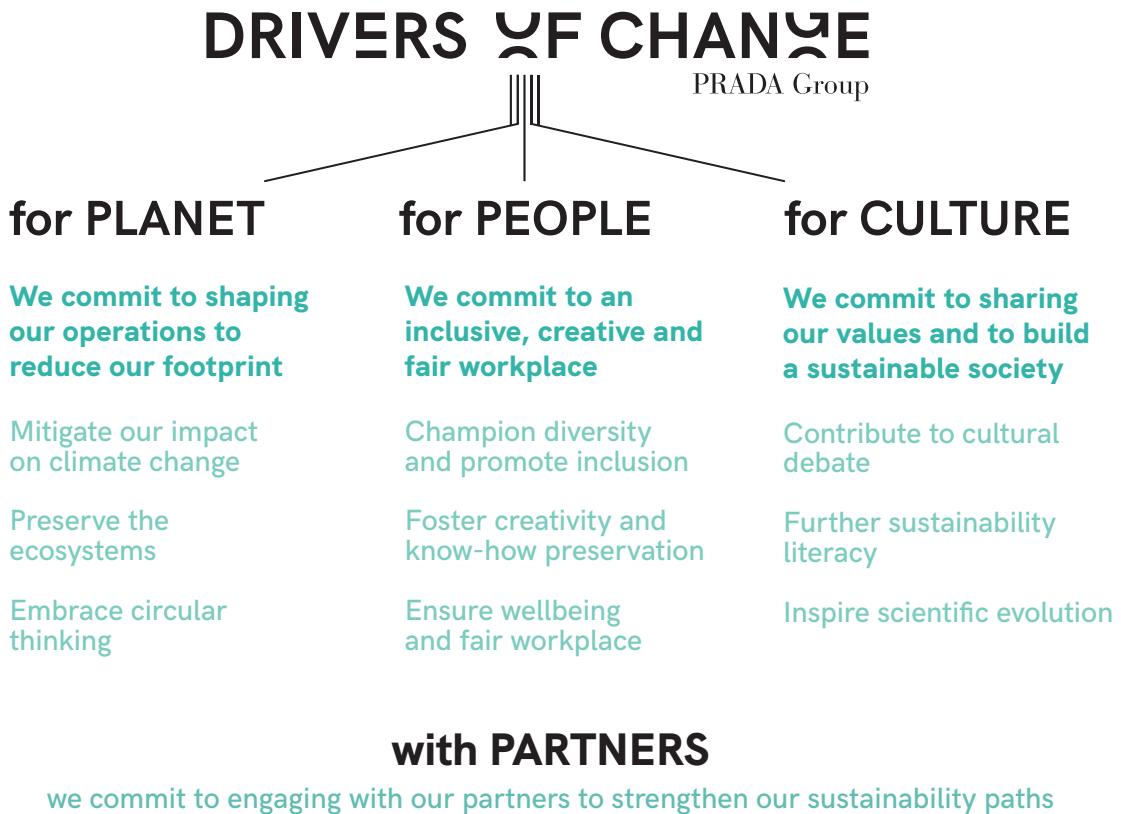 DRIVERS OF CHANGE
PRADA Group
for PLANET
We commit to shaping
our operations to
reduce our footprint
Mitigate our impact
on climate change
Preserve the
ecosystems
Embrace circular
thinking
for PEOPLE
We commit to an
inclusive, creative and
fair workplace
Champion diversity
and promote inclusion
Foster creativity and
know-how preservation
Ensure wellbeing
and fair workplace
for CULTURE
We commit to sharing
our values and to build
a sustainable society
Contribute to cultural
debate
Further sustainability
literacy
Inspire scientific evolution
with PARTNERS
we commit to engaging with our partners to strengthen our sustainability paths